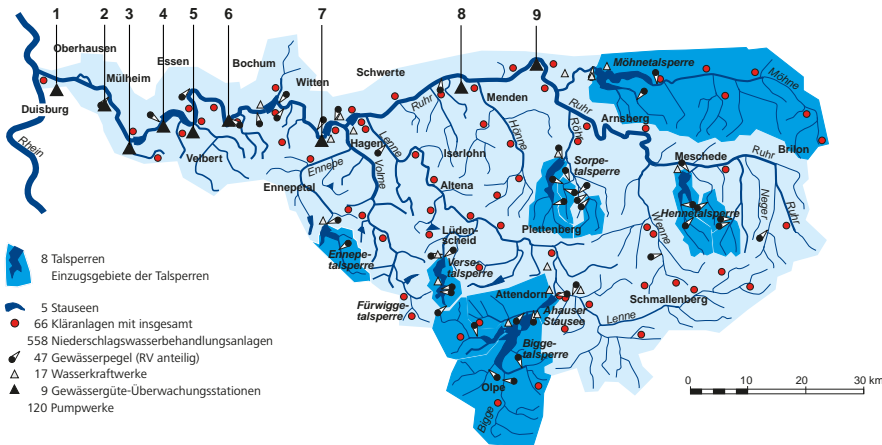 1 2 3 4 5 6 7 8 9
Oberhausen
Mülheim
Essen
Bochum
Witten
Schwerte
Möhnetalsperre
Möhne
Duisburg
Rhein
Ruhr
Menden
Ruhr
Arnsberg
Röhr
Hönne
Velbert
Hagen
Lenne
Iserlohn
Volme
Ennepe
Ennepetal
Altena
Sorpe-
talsperre
Meschede
Ruhr
Brilon
Hennetalsperre
Neger
Ruhr
Wenne
Plettenberg
Lüden-
scheid
Ennepe-
talsperre
Verse-
talsperre
Fürwigge-
talsperre
Attendorn
Ahauser
Stausee
Bigge-
talsperre
Schmallenberg
Lenne
Olpe
Bigge
8 Talsperren
Einzugsgebiete der Talsperren
5 Stauseen
66 Kläranlagen mit insgesamt
558 Niederschlagswasserbehandlungsanlagen
47 Gewässerpegel (RV anteilig)
17 Wasserkraftwerke
9 Gewässergüte-Überwachungsstationen
120 Pumpwerke
0 10 20 30 km